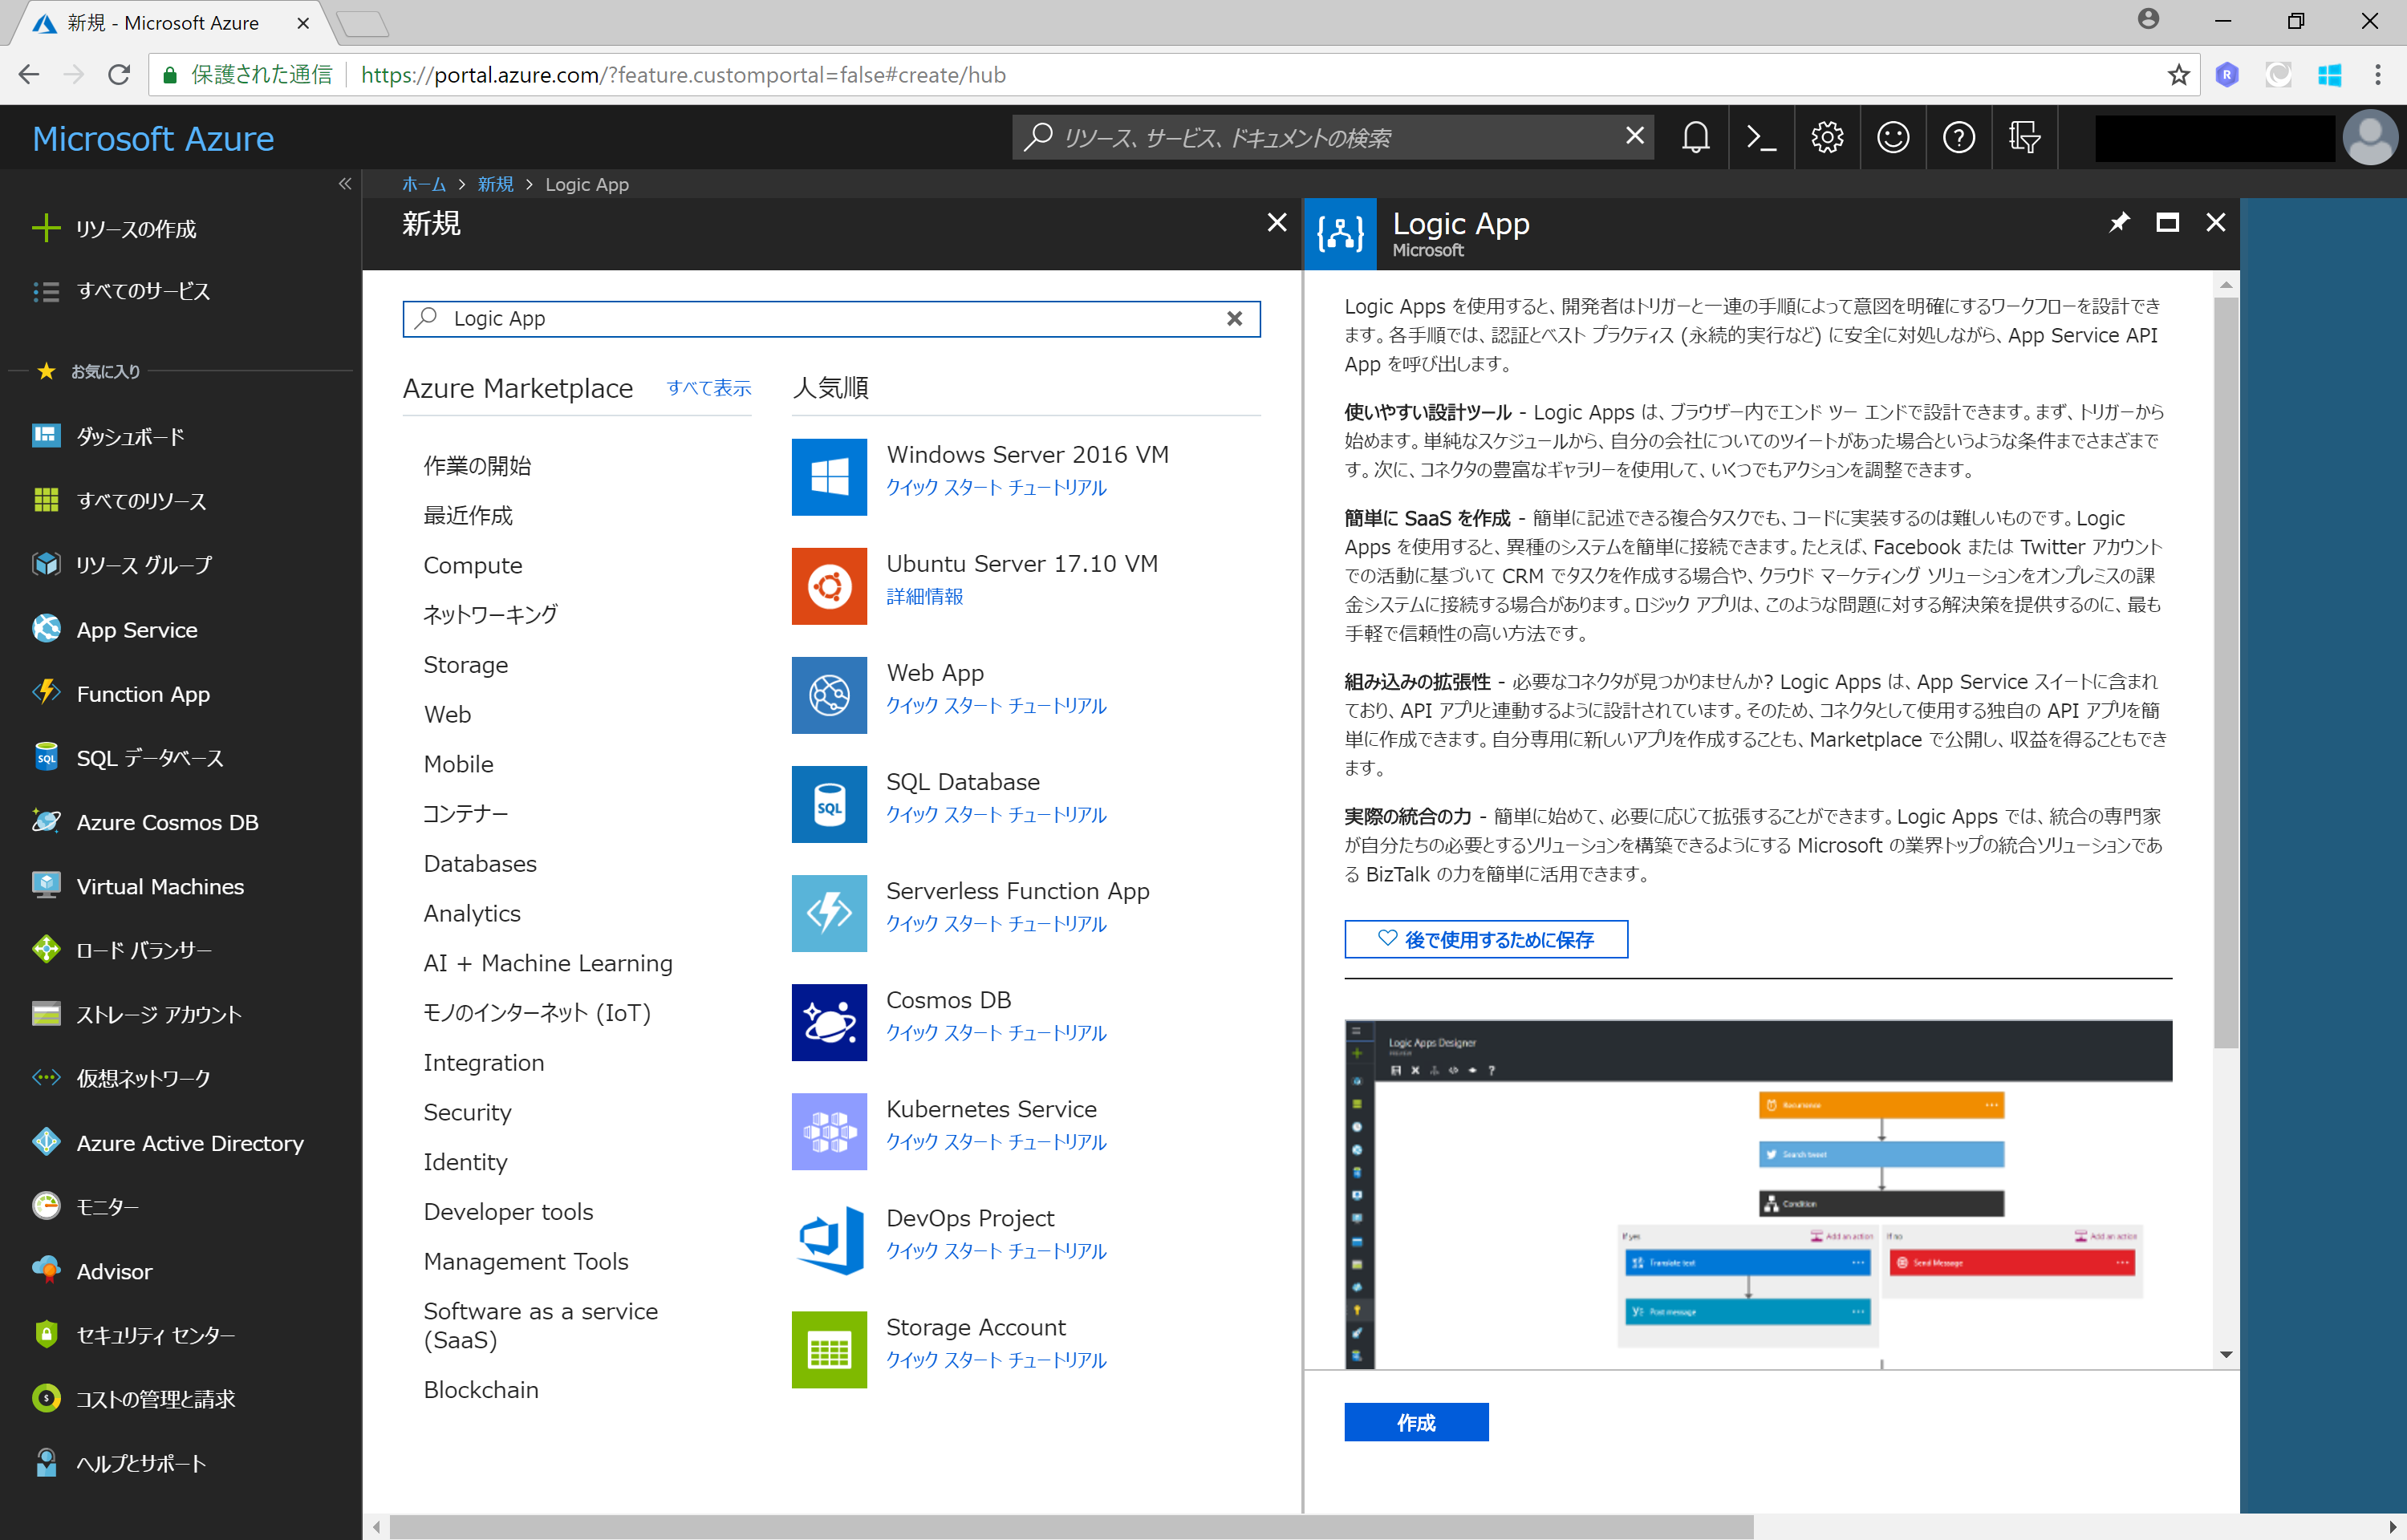 新規 - Microsoft Azure
保護された通信
https://portal.azure.com/?feature.customportal=false#create/hub
Microsoft Azure
リソース、サービス、ドキュメントの検索
リソースの作成
すべてのサービス
お気に入り
ダッシュボード
すべてのリソース
リソース グループ
App Service
Function App
SQL データベース
Azure Cosmos DB
Virtual Machines
ロード バランサー
ストレージ アカウント
仮想ネットワーク
Azure Active Directory
モニター
Advisor
セキュリティ センター
コストの管理と請求
ヘルプとサポート
ホーム > 新規 > Logic App
新規
Logic App
Azure Marketplace
すべて表示
作業の開始
最近作成
Compute
ネットワーキング
Storage
Web
Mobile
コンテナー
Databases
Analytics
AI + Machine Learning
モノのインターネット (IoT)
Integration
Security
Identity
Developer tools
Management Tools
Software as a service
(SaaS)
Blockchain
人気順
Windows Server 2016 VM
クイック スタート チュートリアル
Ubuntu Server 17.10 VM
詳細情報
Web App
クイック スタート チュートリアル
SQL Database
クイック スタート チュートリアル
Serverless Function App
クイック スタート チュートリアル
Cosmos DB
クイック スタート チュートリアル
Kubernetes Service
クイック スタート チュートリアル
DevOps Project
クイック スタート チュートリアル
Storage Account
クイック スタート チュートリアル
Logic App
Microsoft
Logic Apps を使用すると、開発者はトリガーと一連の手順によって意図を明確にするワークフローを設計でき
ます。各手順では、認証とベスト プラクティス (永続的実行など) に安全に対処しながら、App Service API
App を呼び出します。
使いやすい設計ツール - Logic Apps は、ブラウザー内でエンド ツー エンドで設計できます。まず、トリガーから
始めます。単純なスケジュールから、自分の会社についてのツイートがあった場合というような条件までさまざまで
す。次に、コネクタの豊富なギャラリーを使用して、いくつでもアクションを調整できます。
簡単に SaaS を作成 - 簡単に記述できる複合タスクでも、コードに実装するのは難しいものです。Logic
Apps を使用すると、異種のシステムを簡単に接続できます。たとえば、Facebook または Twitter アカウント
での活動に基づいて CRM でタスクを作成する場合や、クラウド マーケティング ソリューションをオンプレミスの課
金システムに接続する場合があります。ロジック アプリは、このような問題に対する解決策を提供するのに、最も
手軽で信頼性の高い方法です。
組み込みの拡張性 - 必要なコネクタが見つかりませんか? Logic Apps は、App Service スイートに含まれ
ており、API アプリと連動するように設計されています。そのため、コネクタとして使用する独自の API アプリを簡
単に作成できます。自分専用に新しいアプリを作成することも、Marketplace で公開し、収益を得ることもでき
ます。
実際の統合の力 - 簡単に始めて、必要に応じて拡張することができます。Logic Apps では、統合の専門家
が自分たちの必要とするソリューションを構築できるようにする Microsoft の業界トップの統合ソリューションであ
る BizTalk の力を簡単に活用できます。
後で使用するために保存
Logic Apps Designer
Recurrence
Search tweet
Condition
If yes
Add an action
If no
Add an action
Translate text
Send Message
Post message
作成